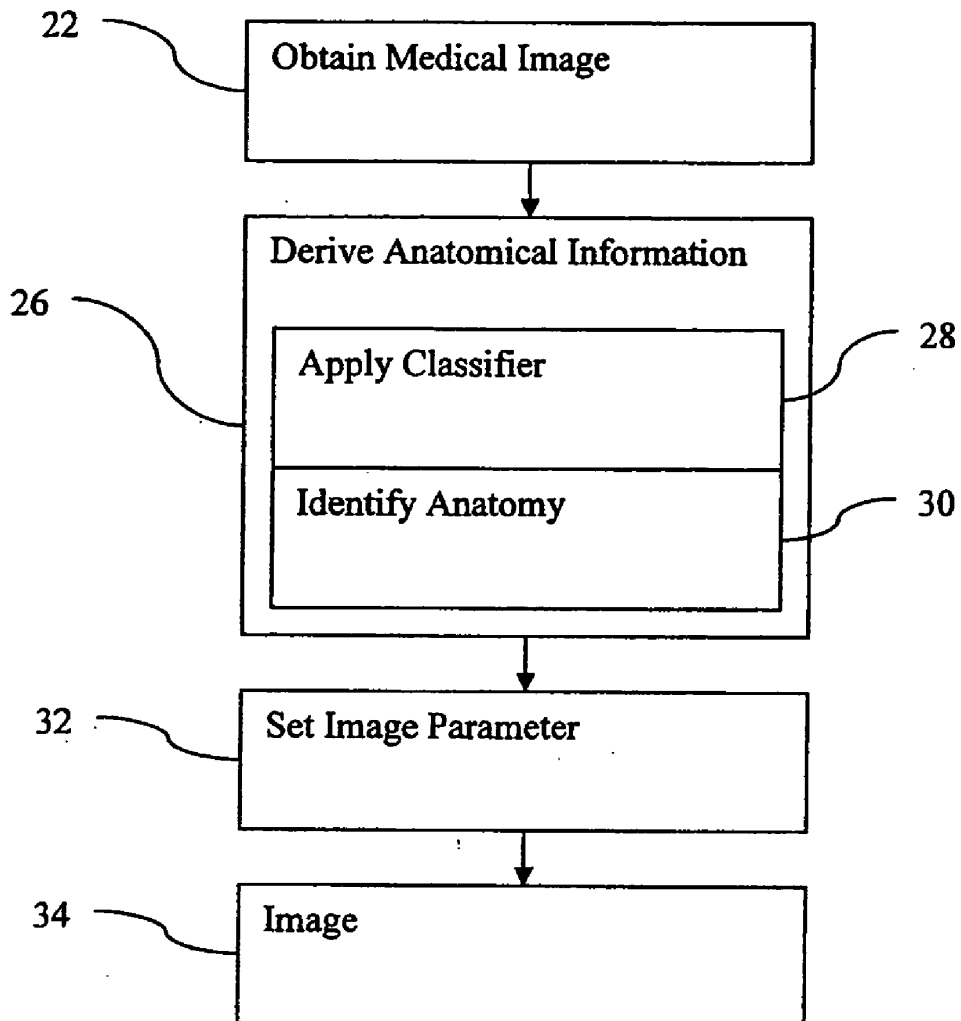 22
Obtain Medical Image
Derive Anatomical Information
26
28
Apply Classifier
Identify Anatomy
30
32
Set Image Parameter
34
Image